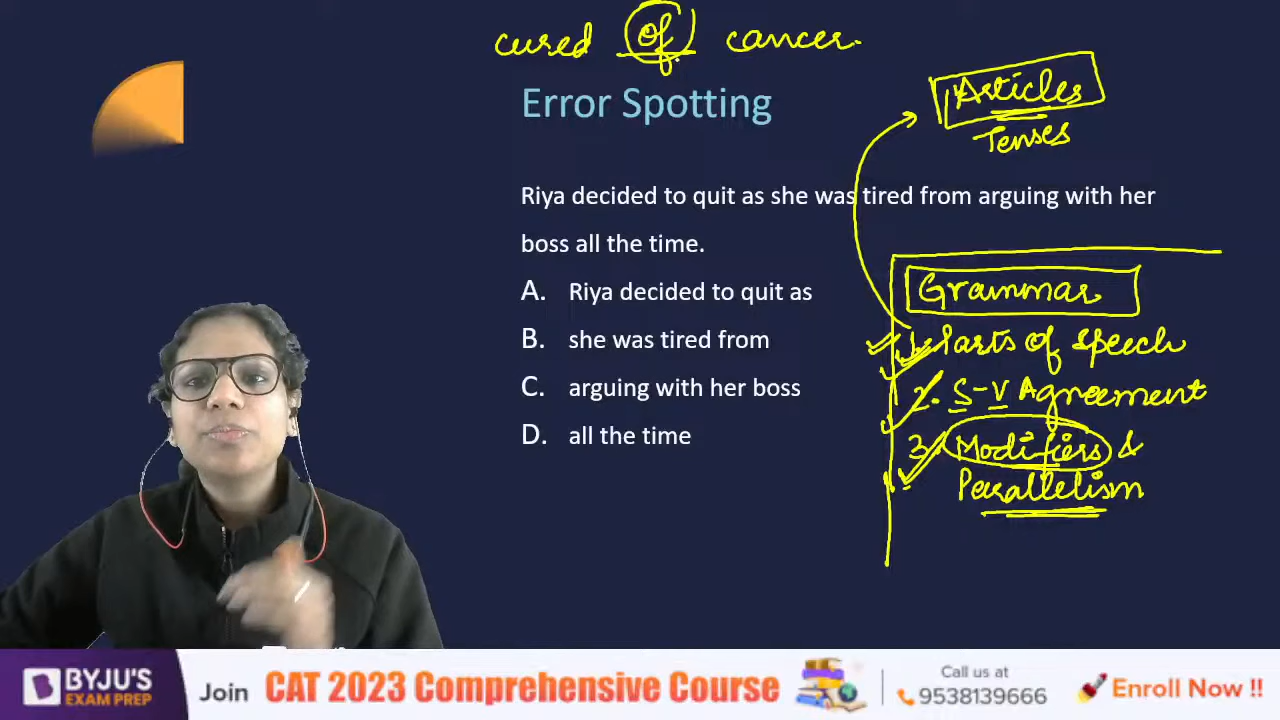 cured of cancer.
Error Spotting
Articles
Tenses
Riya decided to quit as she was tired from arguing with her
boss all the time.
A. Riya decided to quit as
B. she was tired from
C. arguing with her boss
D. all the time
Grammar
1. Parts of speech
2. S-V Agreement
3. Modifiers &
Parallelism
BYJU'S
EXAM PREP
Join CAT 2023 Comprehensive Course
Call us at
9538139666
Enroll Now !!